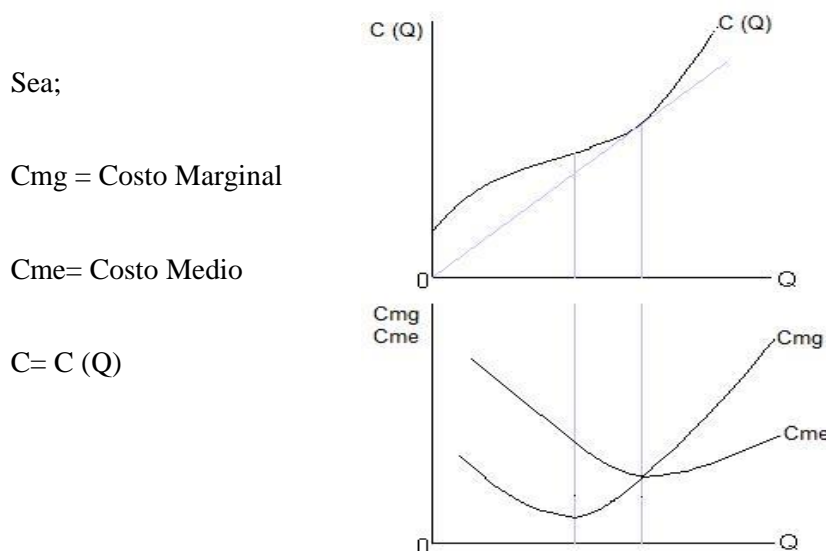 Sea;
Cmg = Costo Marginal
Cme= Costo Medio
C= C (Q)
C (Q)
C (Q)
0
Q
Cmg
Cme
Cmg
Cme
0
Q